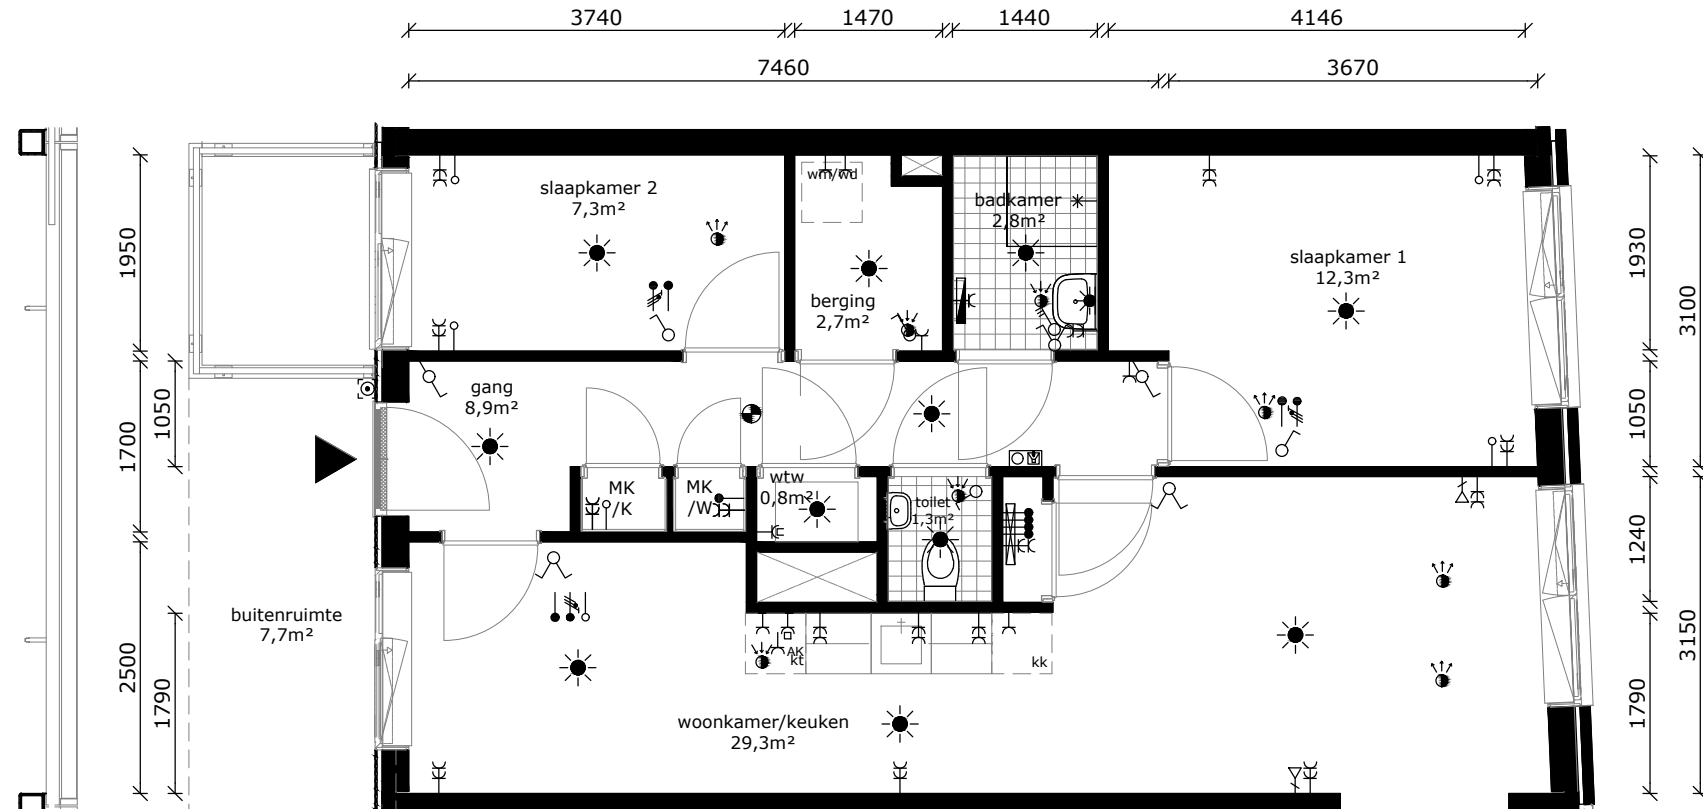 3740
1470
1440
4146
7460
3670
slaapkamer 2
7,3m²
wm/wd
badkamer
2,8m²
slaapkamer 1
12,3m²
berging
2,7m²
gang
8,9m²
MK
/K
MK
/W
wtw
0,8m²
toilet
1,3m²
buitenruimte
7,7m²
AK
kt
kk
woonkamer/keuken
29,3m²
1950
1050
1700
2500
1790
1930
3100
1050
1240
3150
1790